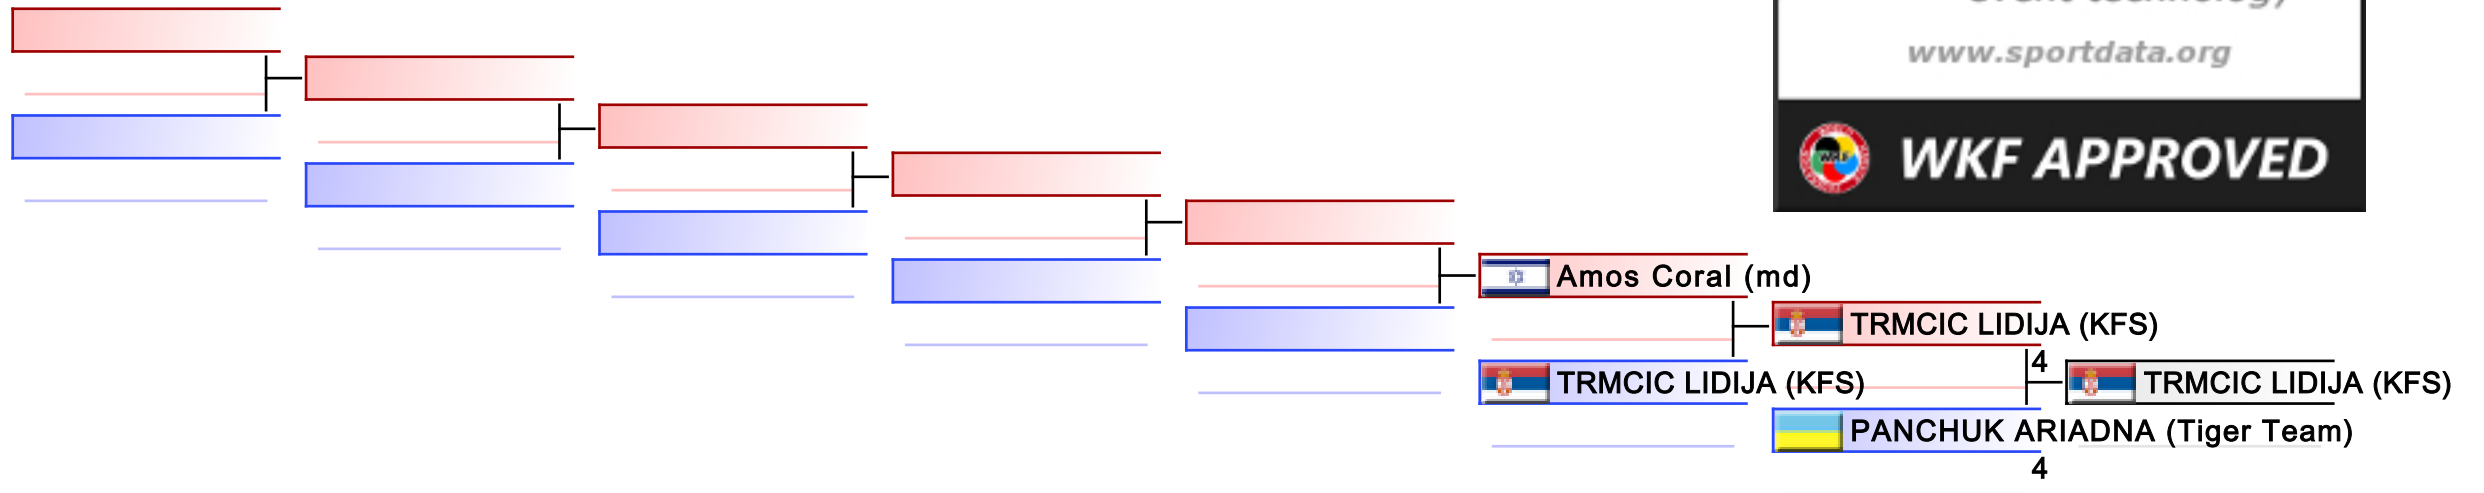 www.sportdata.org
WKF APPROVED
Amos Coral (md)
TRMCIC LIDIJA (KFS)
4
TRMCIC LIDIJA (KFS)
TRMCIC LIDIJA (KFS)
PANCHUK ARIADNA (Tiger Team)
4